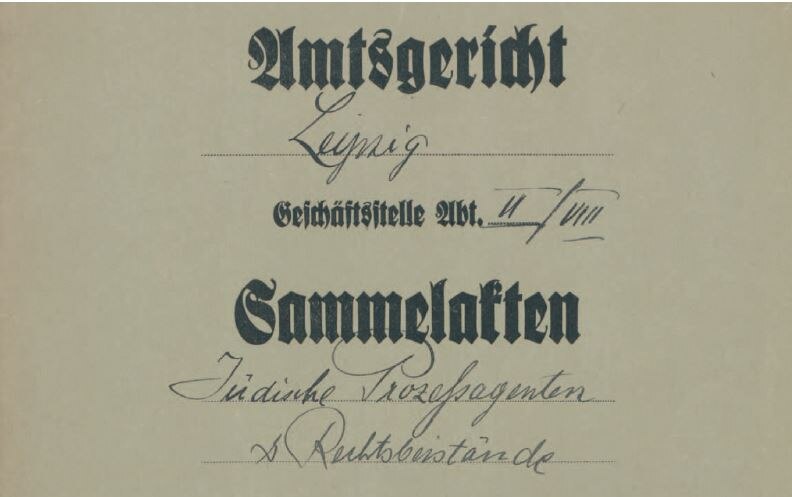 Amtsgericht
Leipzig
Geschäftsstelle Abt. II/VIII
Sammelakten
Jüdische Prozessagenten
& Rechtsbeistände